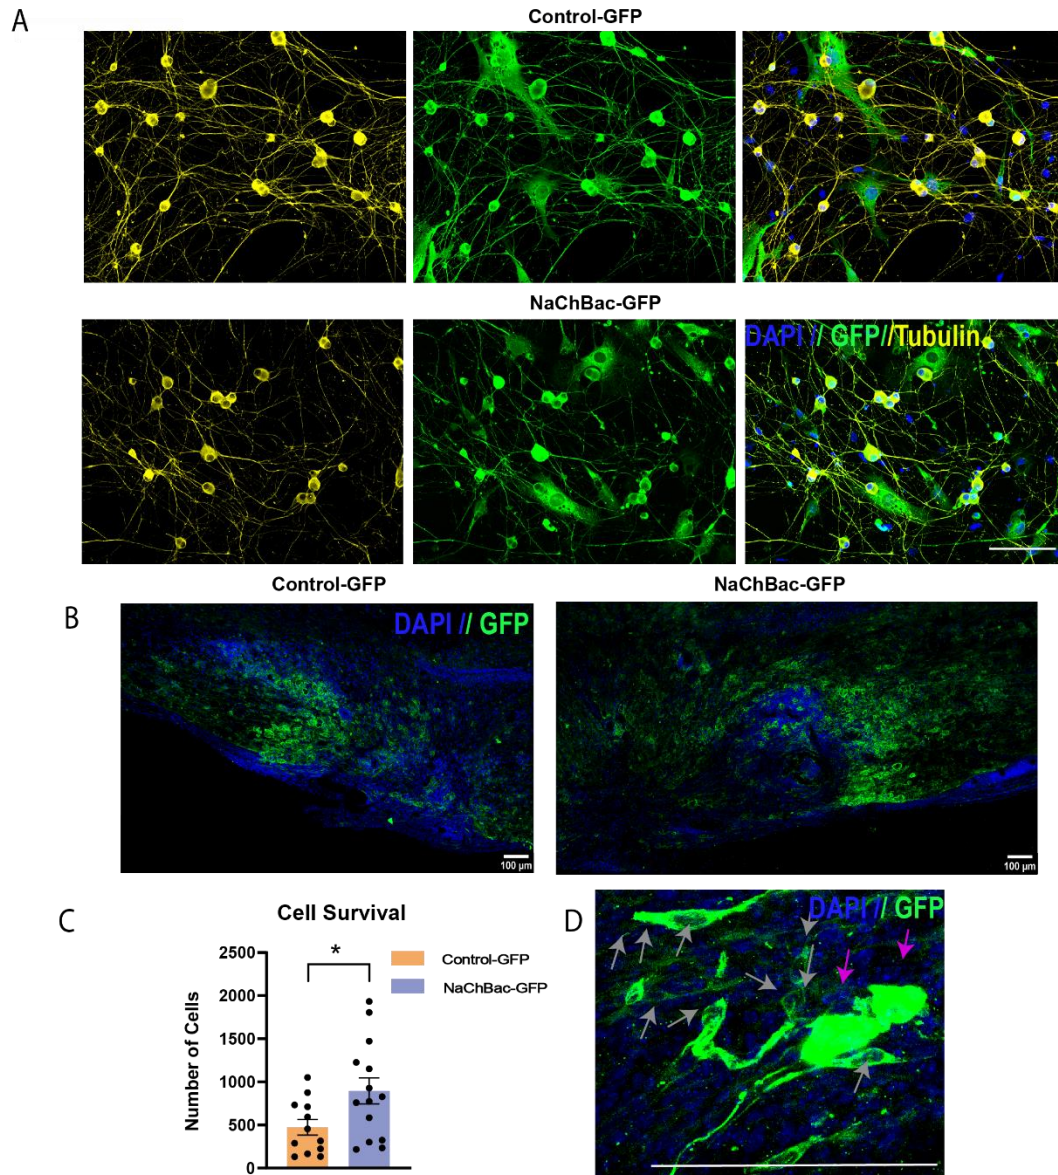 A
Control-GFP
NaChBac-GFP
DAPI // GFP//Tubulin
B
Control-GFP
NaChBac-GFP
DAPI // GFP
100 µm
100 µm
C
Cell Survival
Number of Cells
2500
2000
1500
1000
500
0
*
Control-GFP
NaChBac-GFP
D
DAPI // GFP